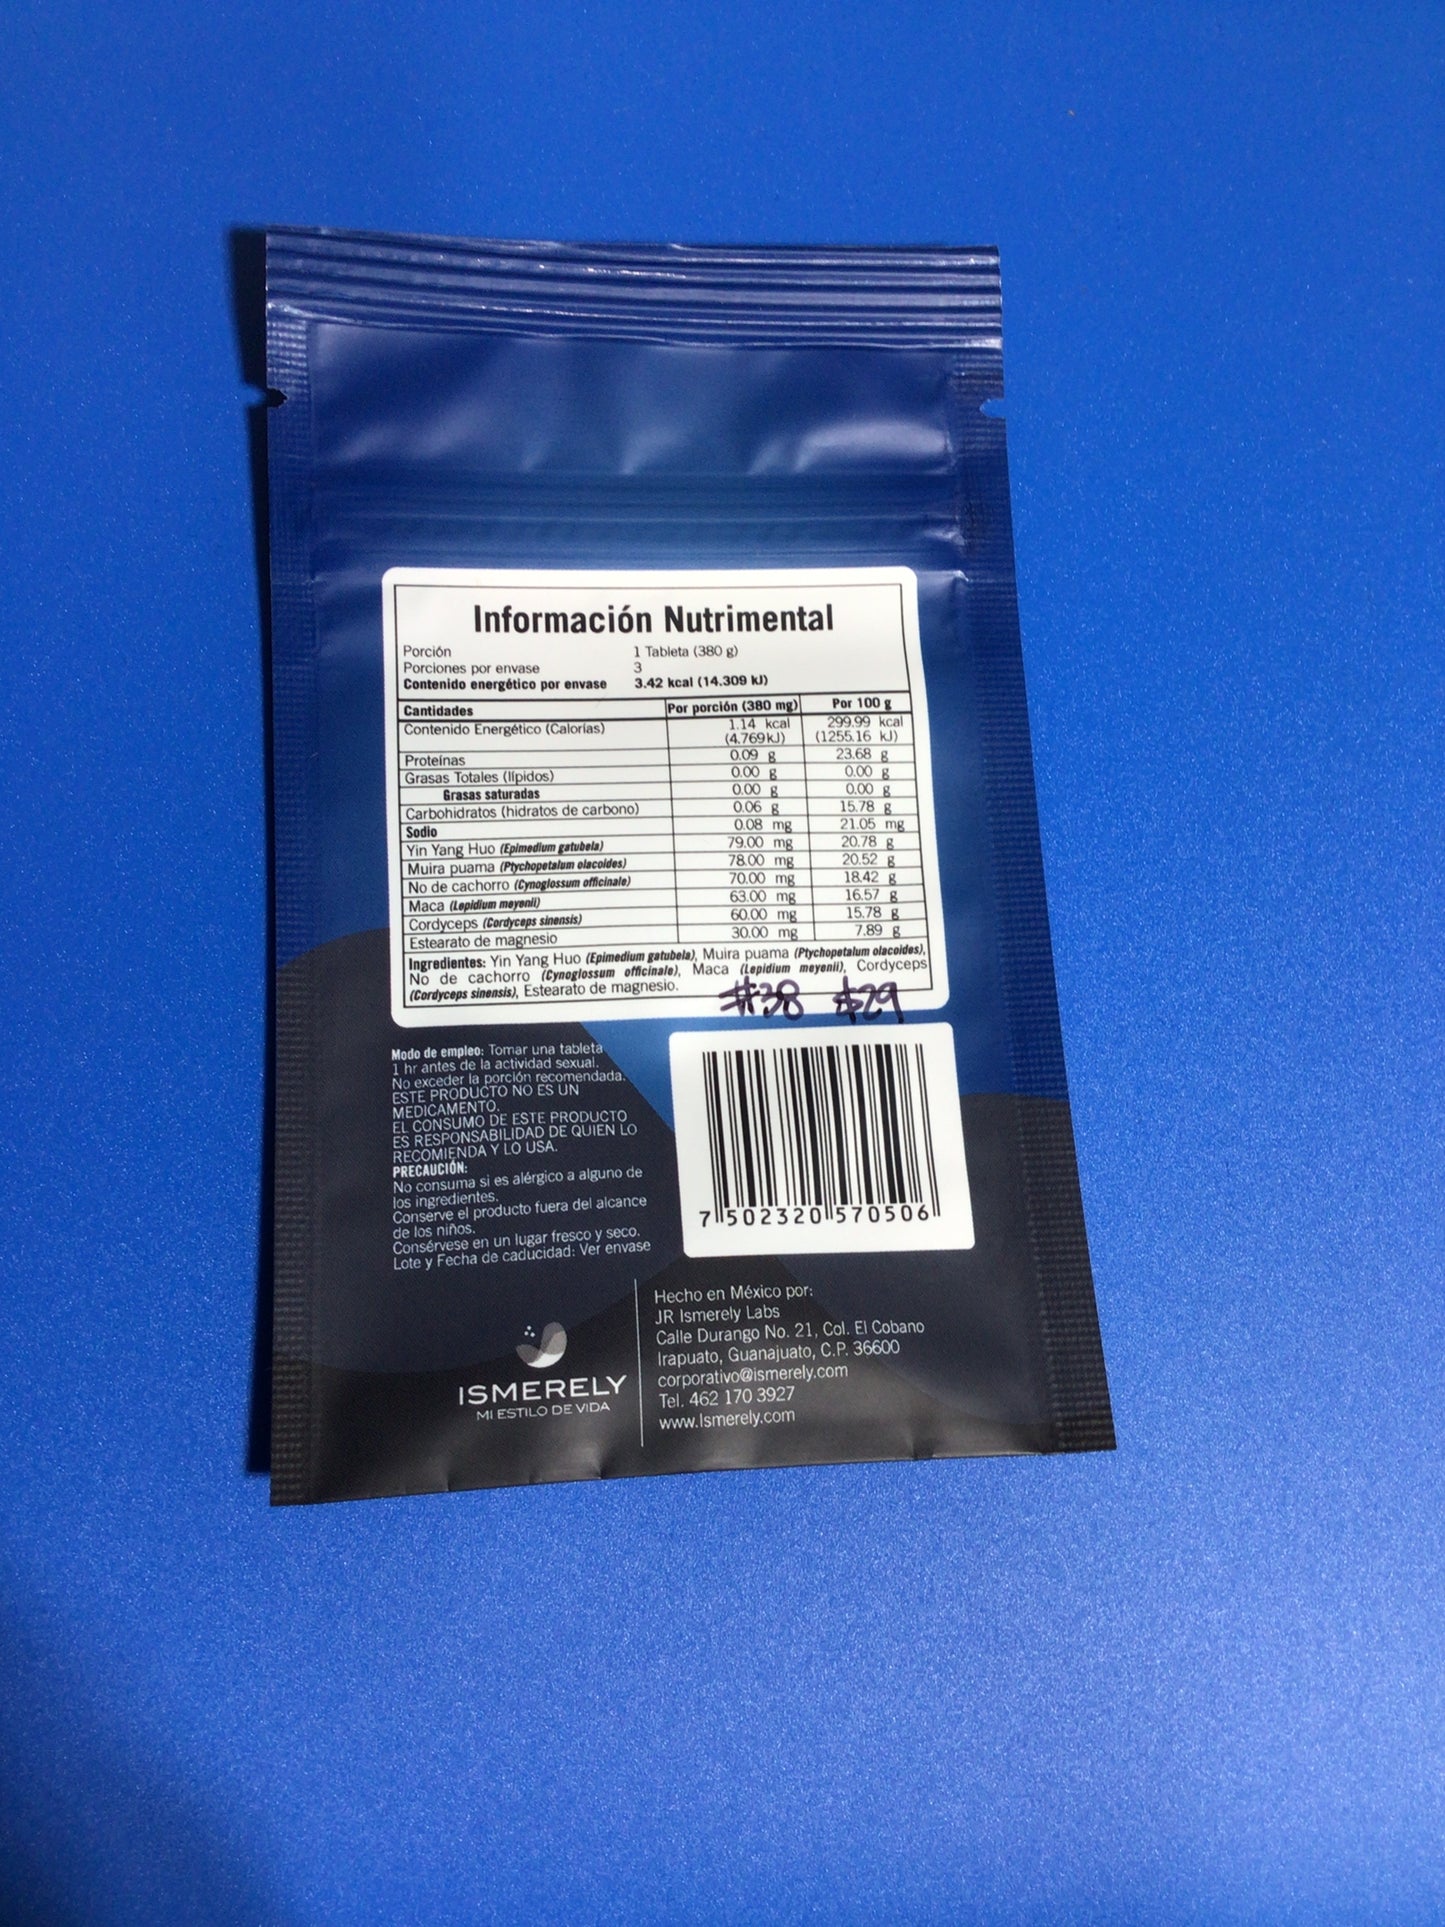 Información Nutrimental
Porción 1 Tableta (380 g)
Porciones por envase 3
Contenido energético por envase 3.42 kcal (14.309 kJ)
Cantidades Por porción (380 mg) Por 100 g
Contenido Energético (Calorías) 1.14 kcal 299.99 kcal
(4.769kJ) (1255.16 kJ)
Proteínas 0.09 g 23.68 g
Grasas Totales (lípidos) 0.00 g 0.00 g
Grasas saturadas 0.00 g 0.00 g
Carbohidratos (hidratos de carbono) 0.06 g 15.78 g
Sodio 0.08 mg 21.05 mg
Yin Yang Huo (Epimedium gatubela) 79.00 mg 20.78 g
Muira puama (Ptychopetalum olacoides) 78.00 mg 20.52 g
No de cachorro (Cynoglossum officinale) 70.00 mg 18.42 g
Maca (Lepidium meyenii) 63.00 mg 16.57 g
Cordyceps (Cordyceps sinensis) 60.00 mg 15.78 g
Estearato de magnesio 30.00 mg 7.89 g
Ingredientes: Yin Yang Huo (Epimedium gatubela), Muira puama (Ptychopetalum olacoides),
No de cachorro (Cynoglossum officinale), Maca (Lepidium meyenii), Cordyceps
(Cordyceps sinensis), Estearato de magnesio.
#38 $29
Modo de empleo: Tomar una tableta
1 hr antes de la actividad sexual.
No exceder la porción recomendada.
ESTE PRODUCTO NO ES UN
MEDICAMENTO.
EL CONSUMO DE ESTE PRODUCTO
ES RESPONSABILIDAD DE QUIEN LO
RECOMIENDA Y LO USA.
PRECAUCIÓN:
No consuma si es alérgico a alguno de
los ingredientes.
Conserve el producto fuera del alcance
de los niños.
Consérvese en un lugar fresco y seco.
Lote y Fecha de caducidad: Ver envase
7 502320 570506
ISMERELY
MI ESTILO DE VIDA
Hecho en México por:
JR Ismerely Labs
Calle Durango No. 21, Col. El Cobano
Irapuato, Guanajuato, C.P. 36600
corporativo@ismerely.com
Tel. 462 170 3927
www.Ismerely.com